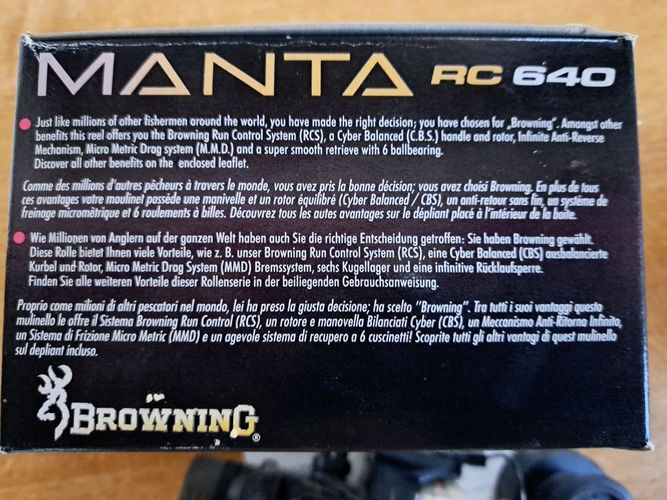 MANTA RC 640
Just like millions of other fishermen around the world, you have made the right decision; you have chosen for „Browning". Amongst other
benefits this reel offers you the Browning Run Control System (RCS), a Cyber Balanced (C.B.S.) handle and rotor, Infinite Anti-Reverse
Mechanism, Micro Metric Drag system (M.M.D.) and a super smooth retrieve with 6 ballbearing.
Discover all other benefits on the enclosed leaflet.
Comme des millions d'autres pêcheurs à travers le monde, vous avez pris la bonne décision; vous avez choisi Browning. En plus de tous
ces avantages votre moulinet possède une manivelle et un rotor équilibré (Cyber Balanced / CBS), un anti-retour sans fin, un système de
freinage micrométrique et 6 roulements à billes. Découvrez tous les autes avantages sur le dépliant placé à l'intérieur de la boite.
Wie Millionen von Anglern auf der ganzen Welt haben auch Sie die richtige Entscheidung getroffen: Sie haben Browning gewählt.
Diese Rolle bietet Ihnen viele Vorteile, wie z. B. unser Browning Run Control System (RCS), eine Cyber Balanced (CBS) ausbalancierte
Kurbel und Rotor, Micro Metric Drag System (MMD) Bremssystem, sechs Kugellager und eine infinitive Rücklaufsperre.
Finden Sie alle weiteren Vorteile dieser Rollenserie in der beiliegenden Gebrauchsanweisung.
Proprio come milioni di altri pescatori nel mondo, lei ha preso la giusta decisione; ha scelto "Browning". Tra tutti i suoi vantaggi questo
mulinello le offre il Sistema Browning Run Control (RCS), un rotore e manovella Bilanciati Cyber (CBS), un Meccanismo Anti-Ritorno Infinito,
un Sistema di Frizione Micro Metric (MMD) e un agevole sistema di recupero a 6 cuscinetti! Scoprite tutti gli altri vantagi di quest mulinello
sul depliant incluso.
BROWNING®